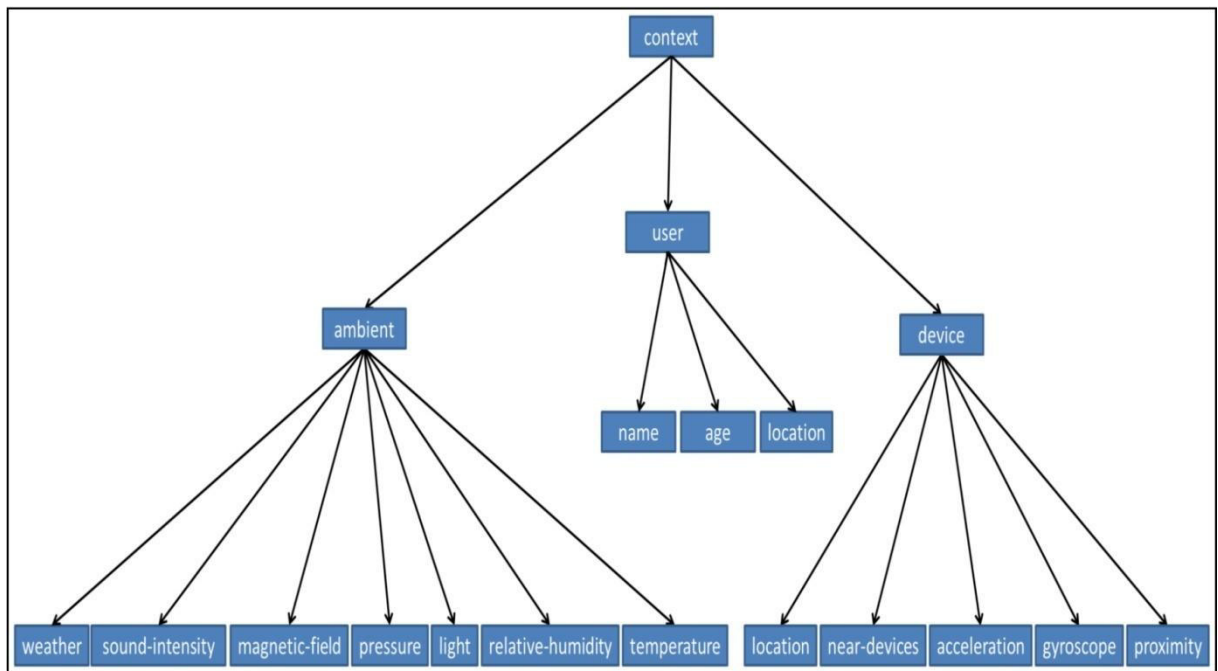 context
user
ambient
device
name age location
weather sound-intensity magnetic-field pressure light relative-humidity temperature location near-devices acceleration gyroscope proximity